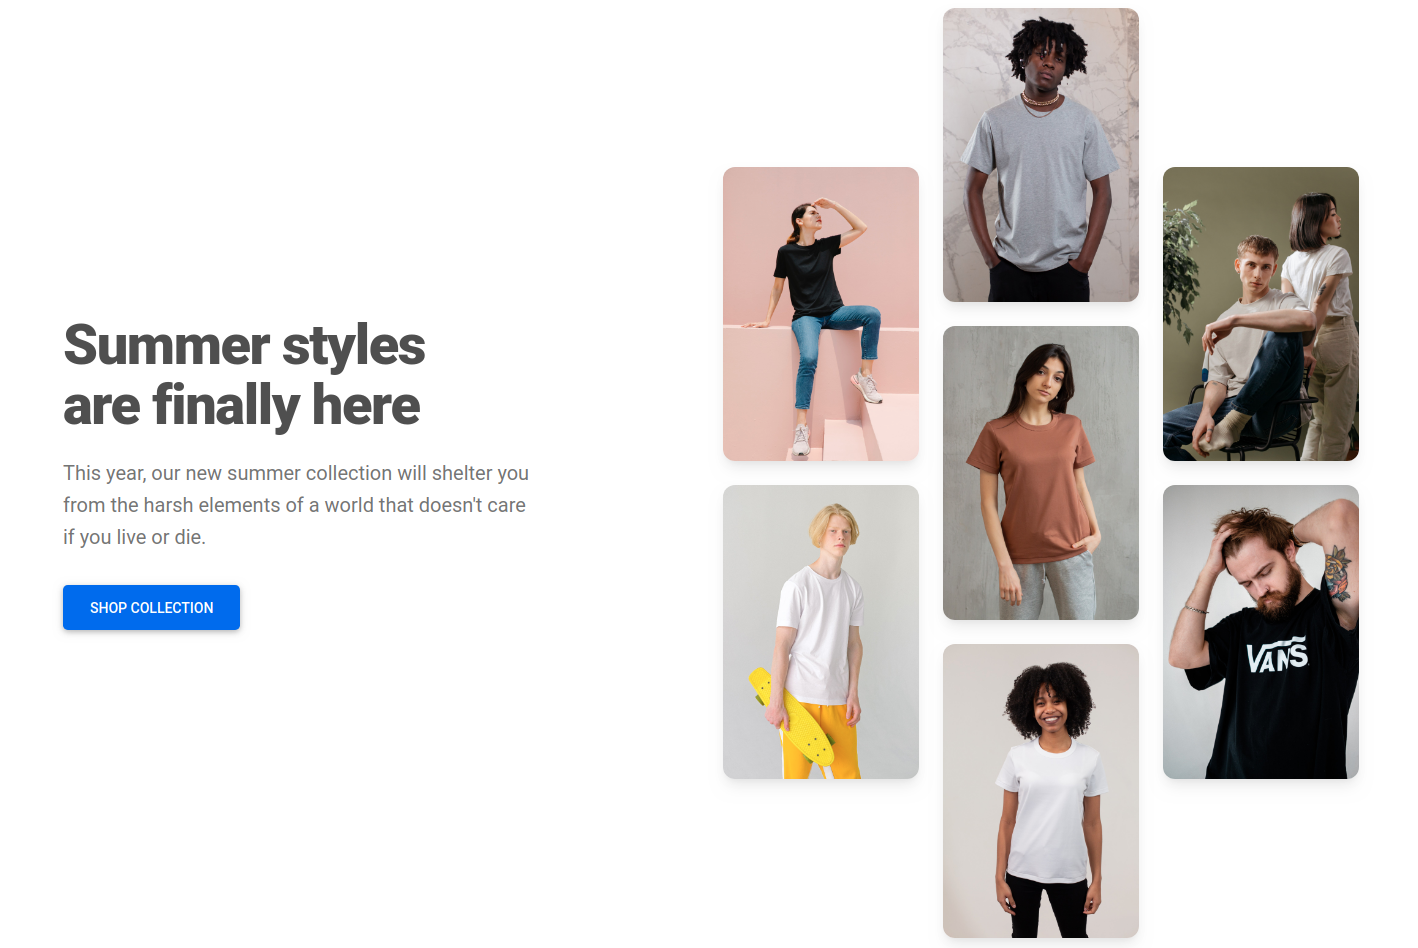 Summer styles
are finally here
This year, our new summer collection will shelter you
from the harsh elements of a world that doesn't care
if you live or die.
SHOP COLLECTION
VANS